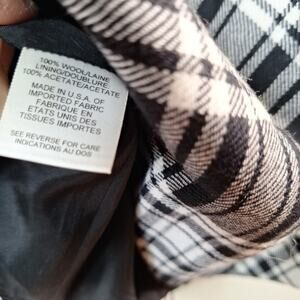 100% WOOL/LAINE
LINING/DOUBLURE
100% ACETATE/ACETATE
MADE IN U.S.A. OF
IMPORTED FABRIC
FABRIQUE EN
ETATS UNIS DES
TISSUES IMPORTES
SEE REVERSE FOR CARE
INDICATIONS AU DOS